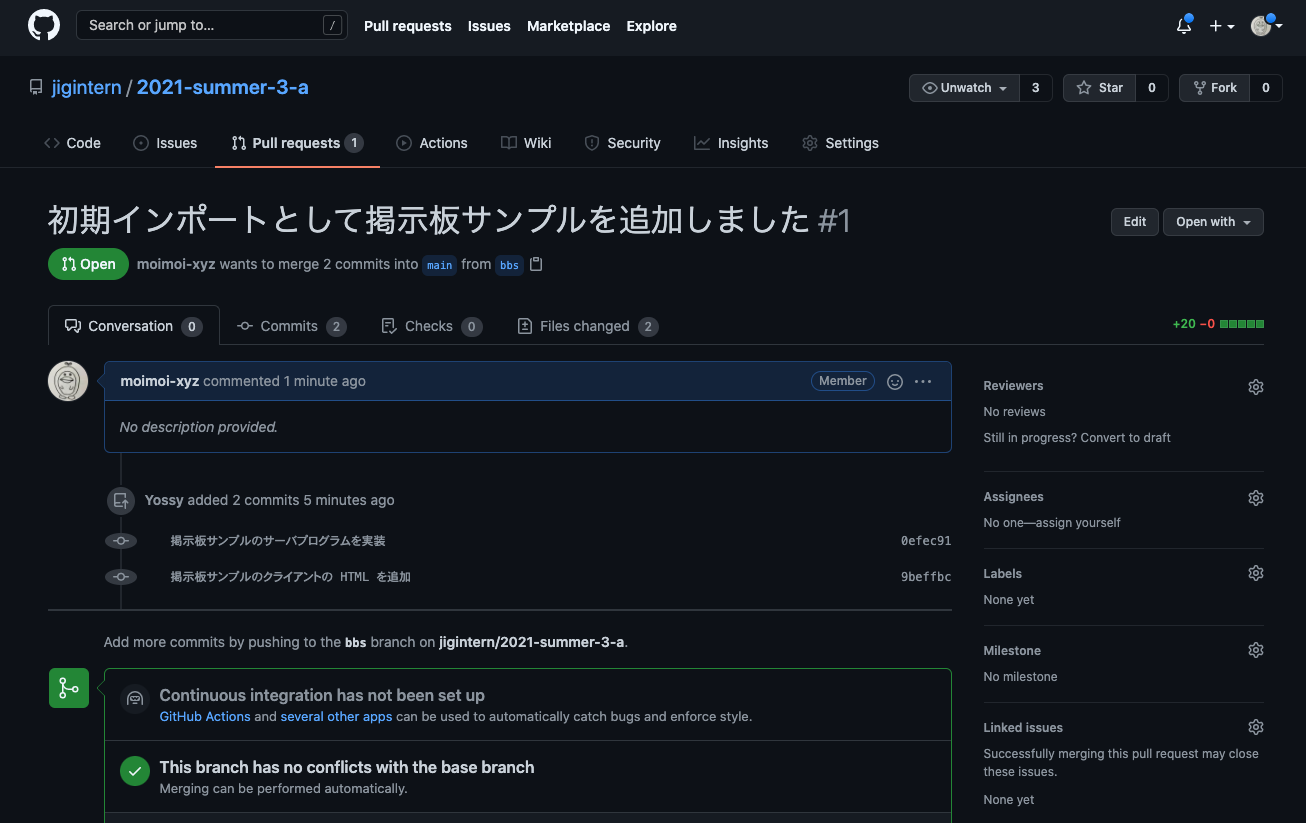 Search or jump to... /
Pull requests Issues Marketplace Explore
jigintern / 2021-summer-3-a
Unwatch 3 Star 0 Fork 0
Code Issues Pull requests 1 Actions Wiki Security Insights Settings
初期インポートとして掲示板サンプルを追加しました #1
Edit Open with
Open moimoi-xyz wants to merge 2 commits into main from bbs
Conversation 0 Commits 2 Checks 0 Files changed 2
+20 −0
moimoi-xyz commented 1 minute ago
Member
No description provided.
Yossy added 2 commits 5 minutes ago
掲示板サンプルのサーバプログラムを実装 0efec91
掲示板サンプルのクライアントの HTML を追加 9beffbc
Add more commits by pushing to the bbs branch on jigintern/2021-summer-3-a.
Continuous integration has not been set up
GitHub Actions and several other apps can be used to automatically catch bugs and enforce style.
This branch has no conflicts with the base branch
Merging can be performed automatically.
Reviewers
No reviews
Still in progress? Convert to draft
Assignees
No one—assign yourself
Labels
None yet
Milestone
No milestone
Linked issues
Successfully merging this pull request may close
these issues.
None yet